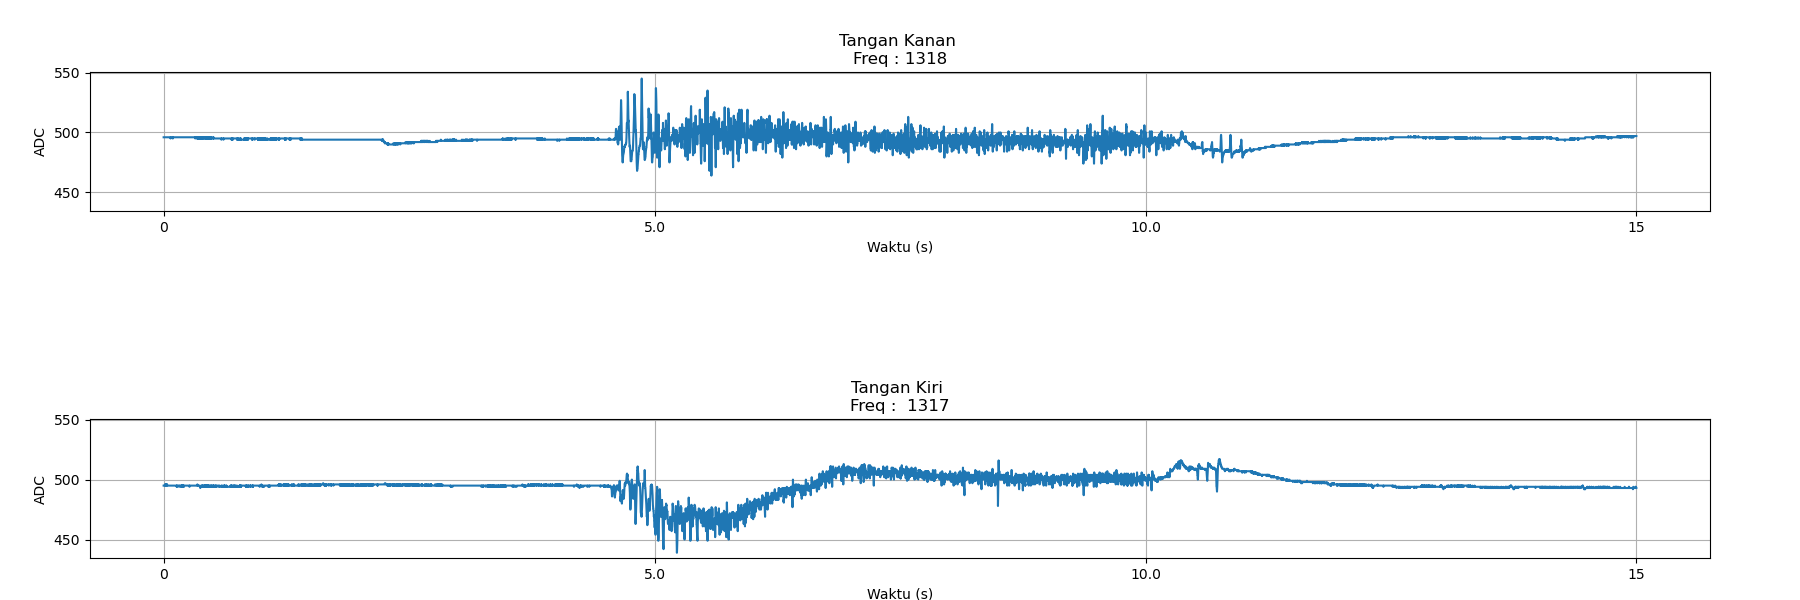 Tangan Kanan
Freq : 1318
550
500
450
ADC
0 5.0 10.0 15
Waktu (s)
Tangan Kiri
Freq :  1317
550
500
450
ADC
0 5.0 10.0 15
Waktu (s)